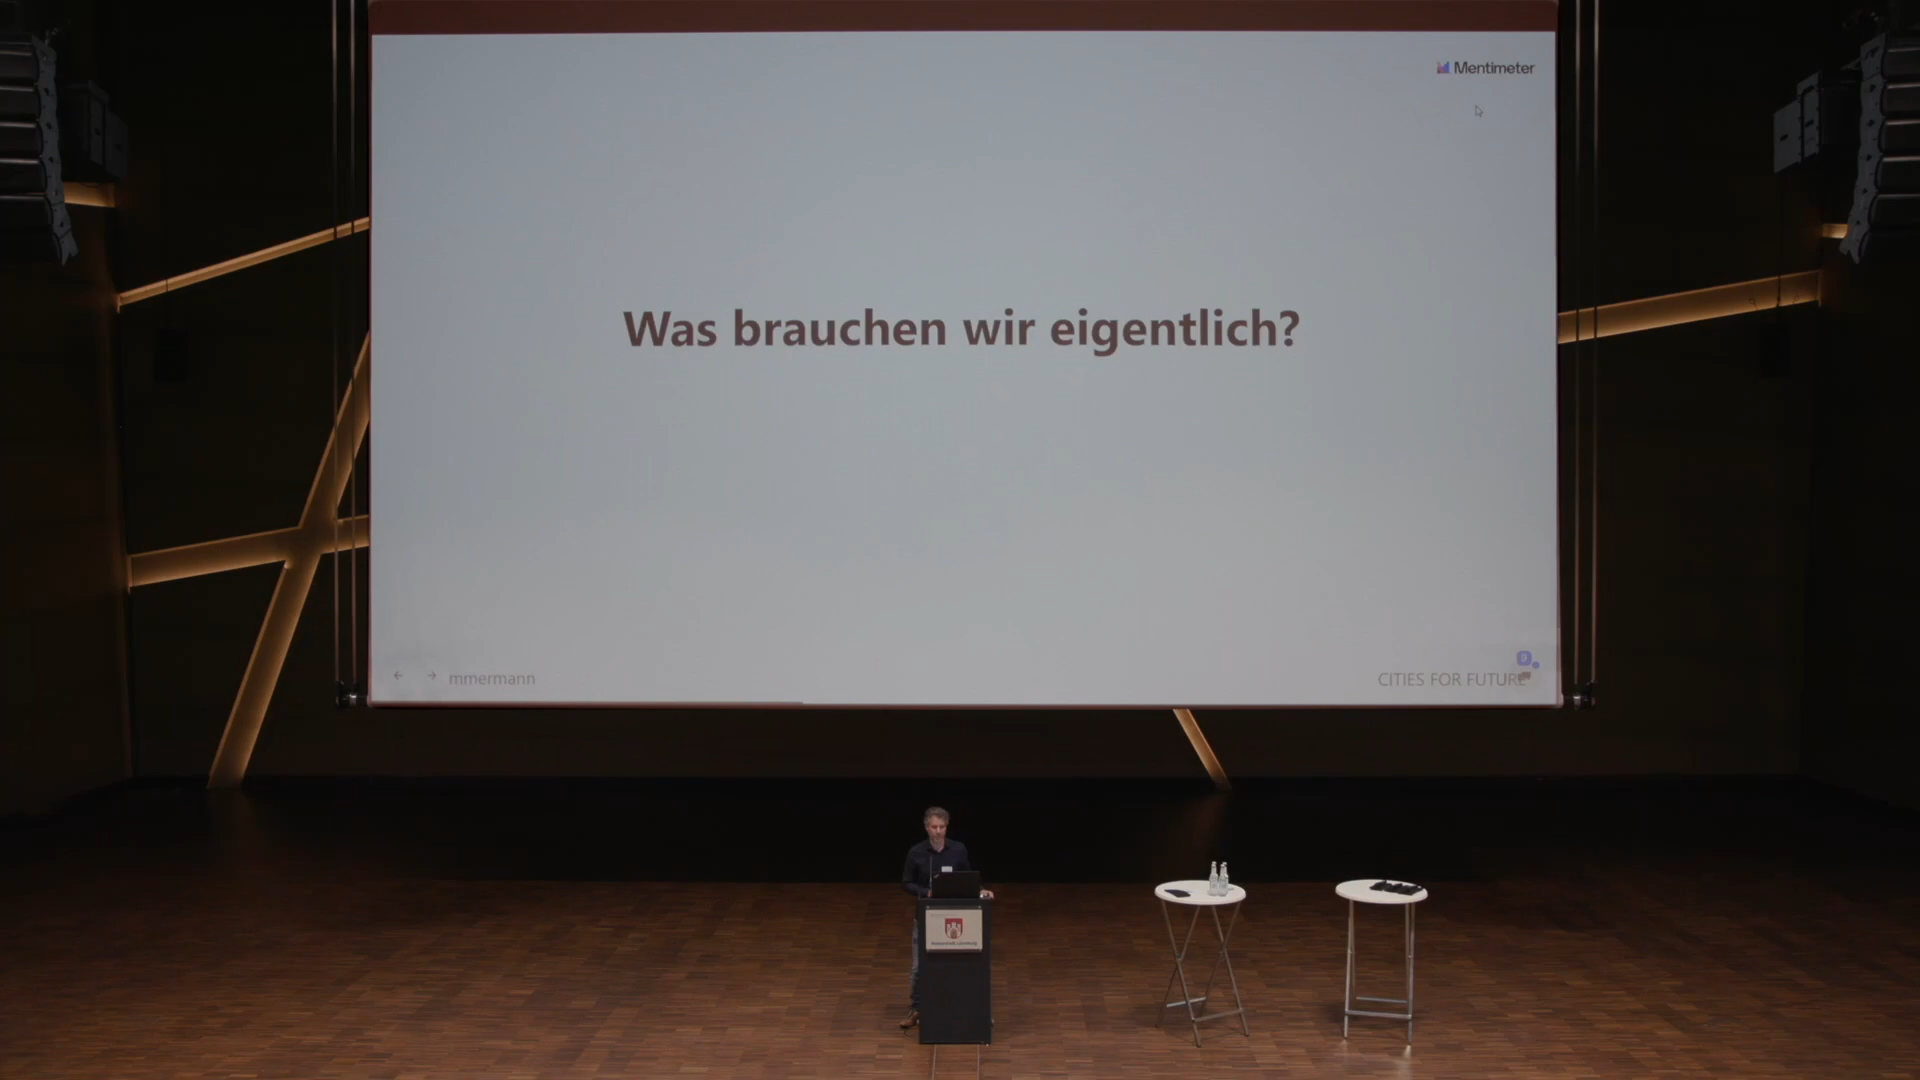 Mentimeter
Was brauchen wir eigentlich?
mmermann
CITIES FOR FUTURE